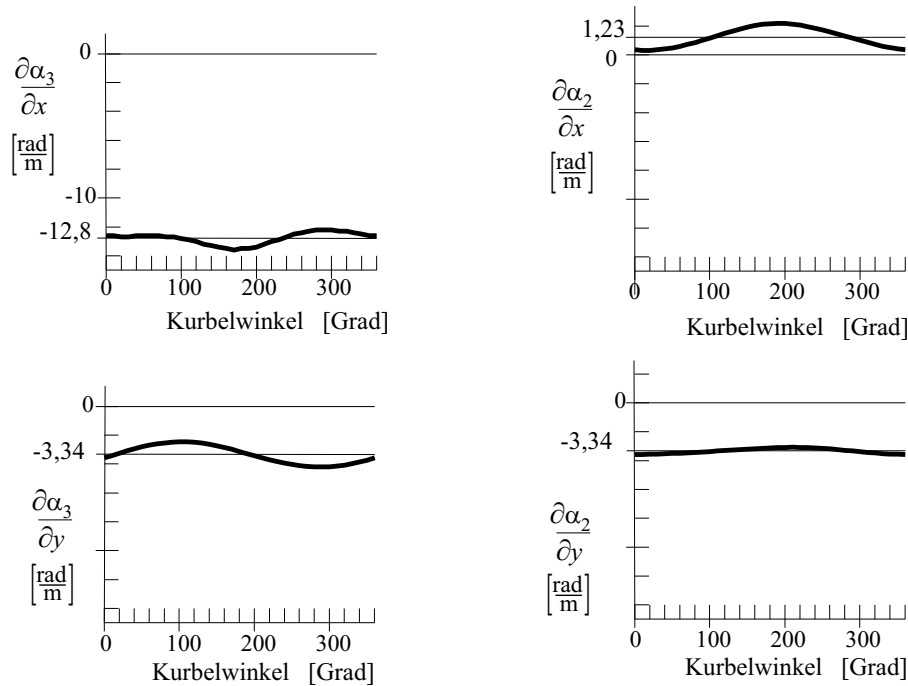 0
∂α3
∂x
[rad
m]
-10
-12,8
0 100 200 300
Kurbelwinkel [Grad]
1,23
0
∂α2
∂x
[rad
m]
0 100 200 300
Kurbelwinkel [Grad]
0
-3,34
∂α3
∂y
[rad
m]
0 100 200 300
Kurbelwinkel [Grad]
0
-3,34
∂α2
∂y
[rad
m]
0 100 200 300
Kurbelwinkel [Grad]